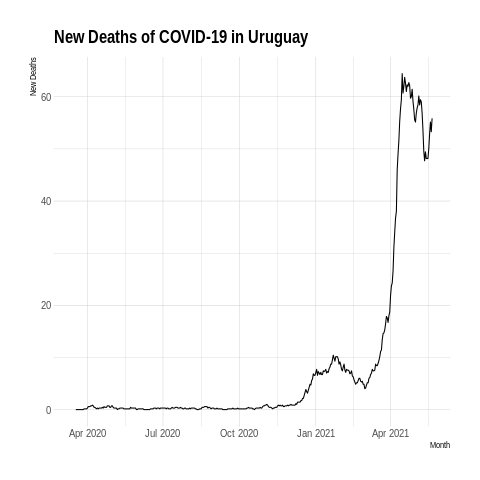 New Deaths of COVID-19 in Uruguay
New Deaths
60
40
20
0
Apr 2020 Jul 2020 Oct 2020 Jan 2021 Apr 2021
Month